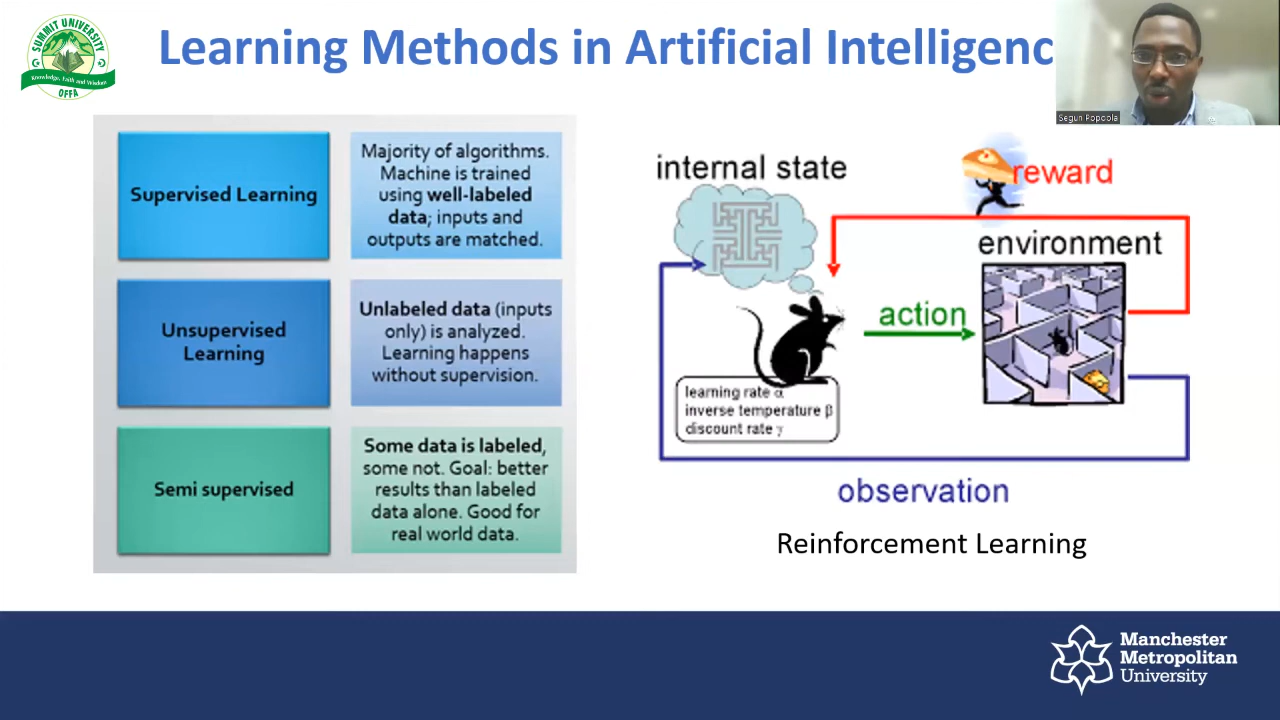 SUMMIT UNIVERSITY
Knowledge, Faith and Wisdom
OFFA
Learning Methods in Artificial Intelligenc
Segun Popoola
Supervised Learning
Majority of algorithms.
Machine is trained
using well-labeled
data; inputs and
outputs are matched.
Unsupervised
Learning
Unlabeled data (inputs
only) is analyzed.
Learning happens
without supervision.
Semi supervised
Some data is labeled,
some not. Goal: better
results than labeled
data alone. Good for
real world data.
internal state
reward
environment
action
learning rate α
inverse temperature β
discount rate γ
observation
Reinforcement Learning
Manchester
Metropolitan
University